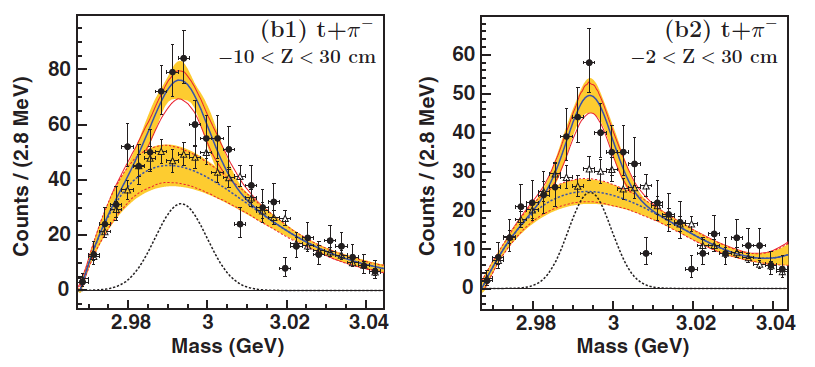 (b1) t+π⁻
−10 < Z < 30 cm
80
60
40
20
0
2.98
3
3.02
3.04
Mass (GeV)
Counts / (2.8 MeV)
(b2) t+π⁻
−2 < Z < 30 cm
60
50
40
30
20
10
0
2.98
3
3.02
3.04
Mass (GeV)
Counts / (2.8 MeV)